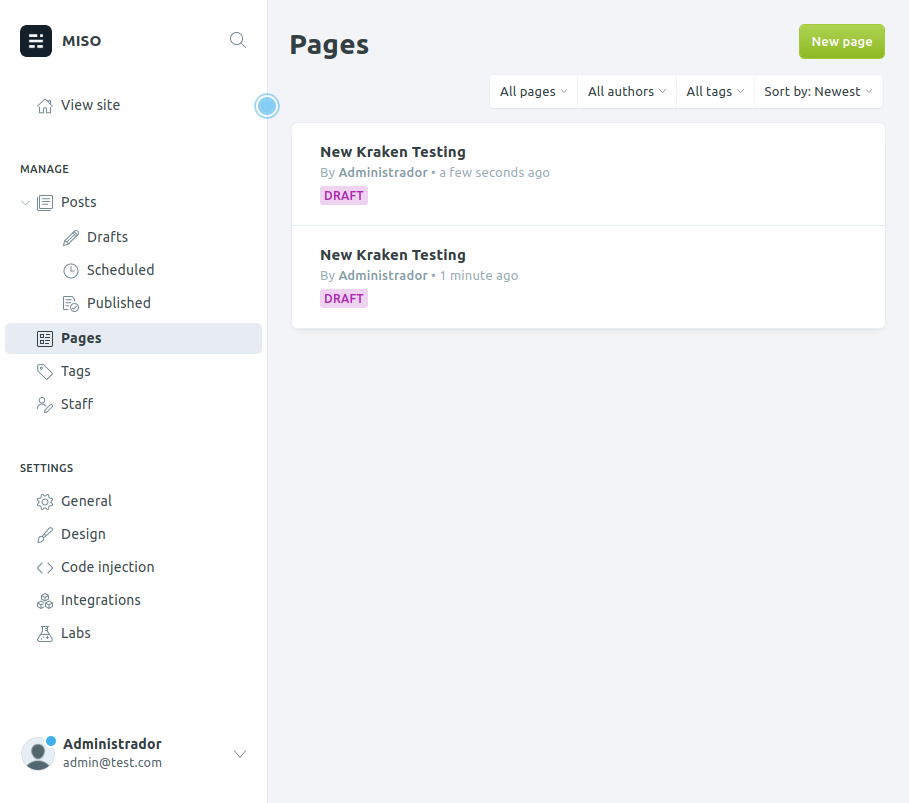 MISO
View site
MANAGE
Posts
Drafts
Scheduled
Published
Pages
Tags
Staff
SETTINGS
General
Design
Code injection
Integrations
Labs
Administrador
admin@test.com
Pages
New page
All pages
All authors
All tags
Sort by: Newest
New Kraken Testing
By Administrador • a few seconds ago
DRAFT
New Kraken Testing
By Administrador • 1 minute ago
DRAFT